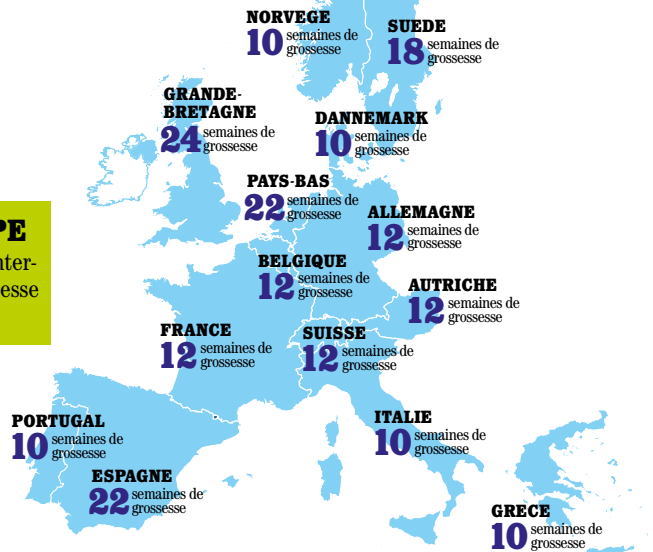 NORVEGE
10 semaines de
grossesse
SUEDE
18 semaines de
grossesse
GRANDE-
BRETAGNE
24 semaines de
grossesse
DANNEMARK
10 semaines de
grossesse
PAYS-BAS
22 semaines de
grossesse
ALLEMAGNE
12 semaines de
grossesse
PE
nter-
esse
BELGIQUE
12 semaines de
grossesse
AUTRICHE
12 semaines de
grossesse
FRANCE
12 semaines de
grossesse
SUISSE
12 semaines de
grossesse
PORTUGAL
10 semaines de
grossesse
ITALIE
10 semaines de
grossesse
ESPAGNE
22 semaines de
grossesse
GRECE
10 semaines de
grossesse